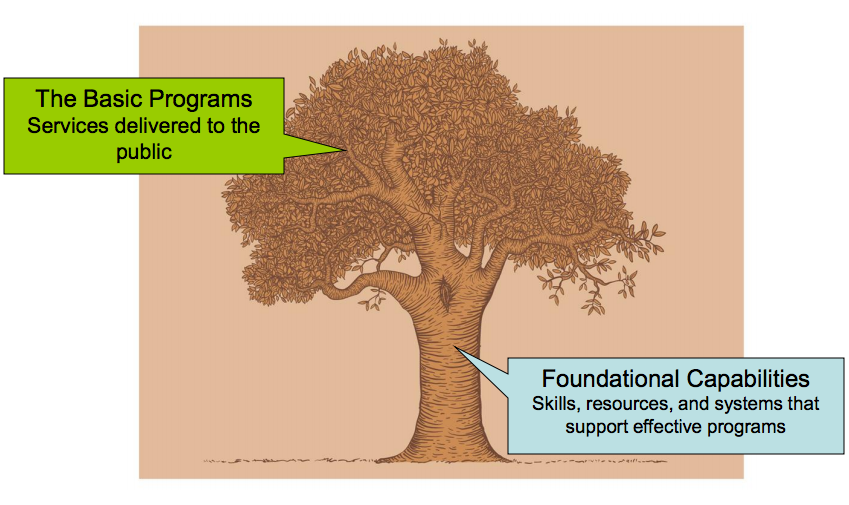 The Basic Programs
Services delivered to the
public
Foundational Capabilities
Skills, resources, and systems that
support effective programs